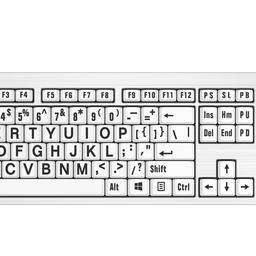 F3 F4 F5 F6 F7 F8 F9 F10 F11 F12 PS SL PB
4$ 5% 6^ 7& 8* 9( 0) -_ =+ ← Ins Hm PU
E R T Y U I O P [{ ]} \| Del End PD
D F G H J K L ;: '" ↵
C V B N M ,< .> /? Shift ↑
Alt Ctrl ← ↓ →